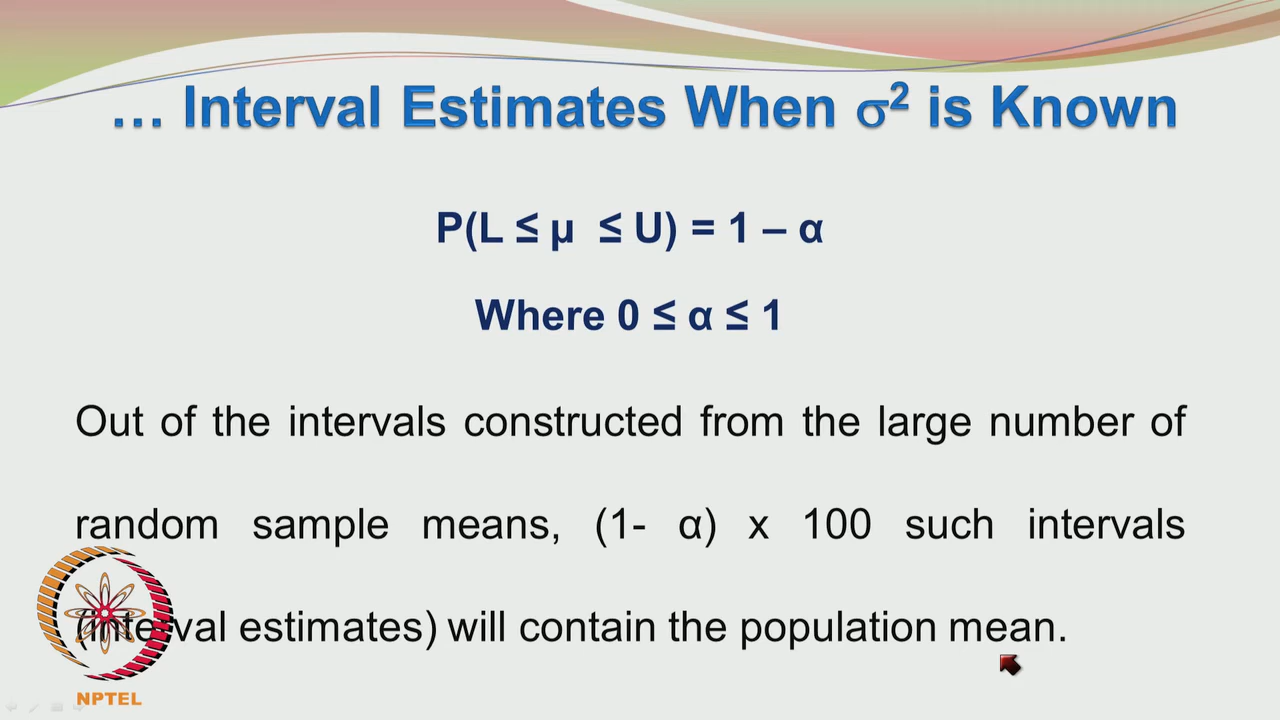 ... Interval Estimates When σ² is Known
P(L ≤ µ ≤ U) = 1 – α
Where 0 ≤ α ≤ 1
Out of the intervals constructed from the large number of
random sample means, (1- α) x 100 such intervals
(interval estimates) will contain the population mean.
NPTEL